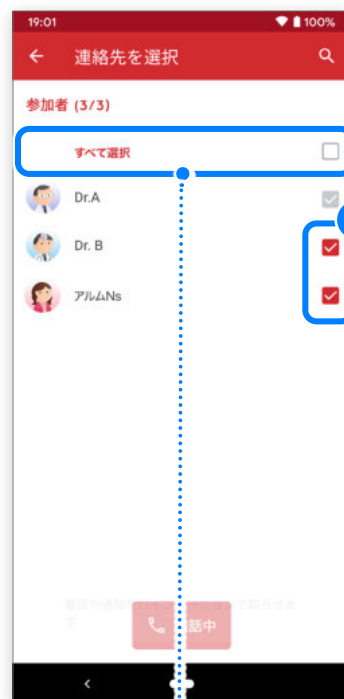 19:01
100%
連絡先を選択
参加者 (3/3)
すべて選択
Dr.A
Dr. B
アルムNs
話中